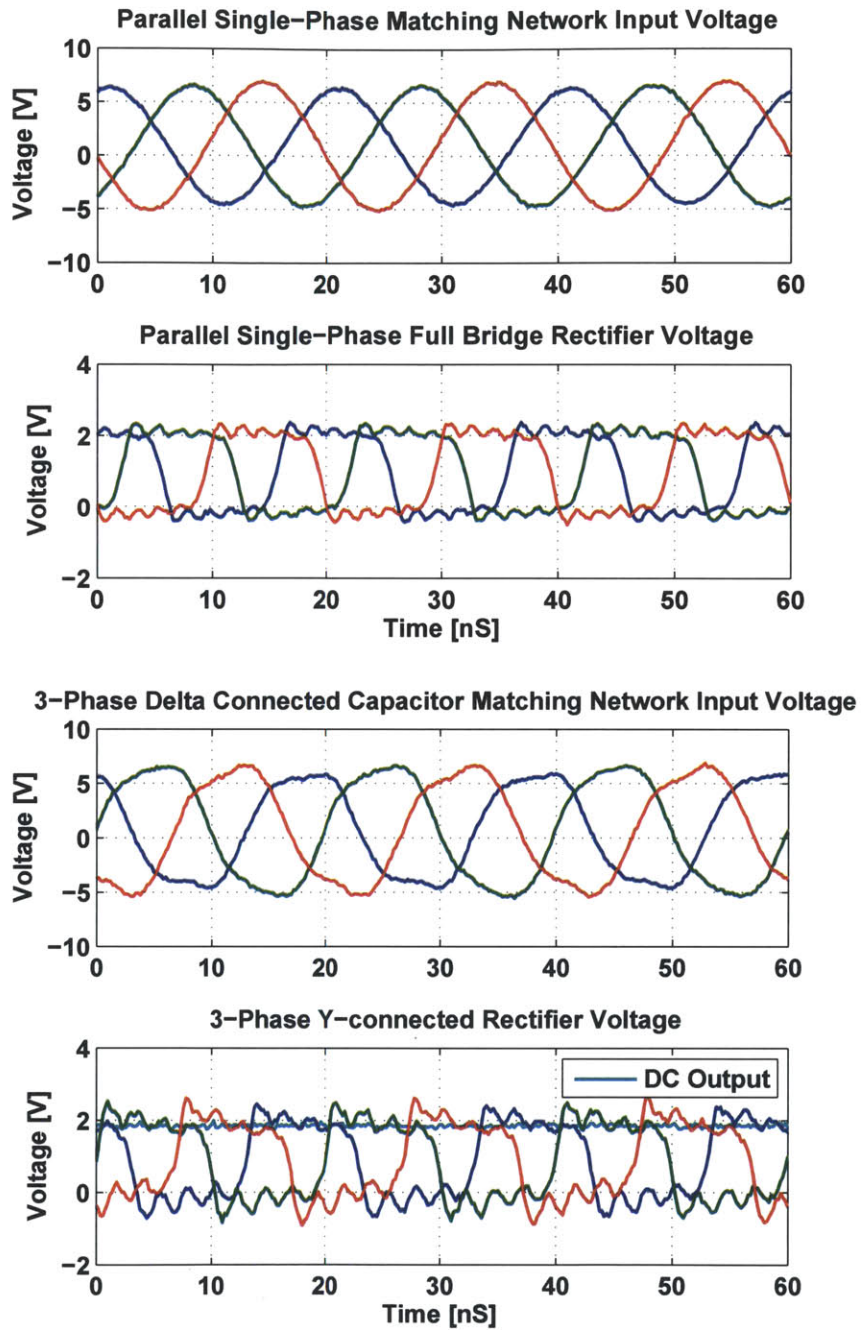 Parallel Single−Phase Matching Network Input Voltage
Voltage [V]
10
5
0
−5
−10
0 10 20 30 40 50 60
Parallel Single−Phase Full Bridge Rectifier Voltage
Voltage [V]
4
2
0
−2
0 10 20 30 40 50 60
Time [nS]
3−Phase Delta Connected Capacitor Matching Network Input Voltage
Voltage [V]
10
5
0
−5
−10
0 10 20 30 40 50 60
3−Phase Y−connected Rectifier Voltage
Voltage [V]
4
2
0
−2
DC Output
0 10 20 30 40 50 60
Time [nS]